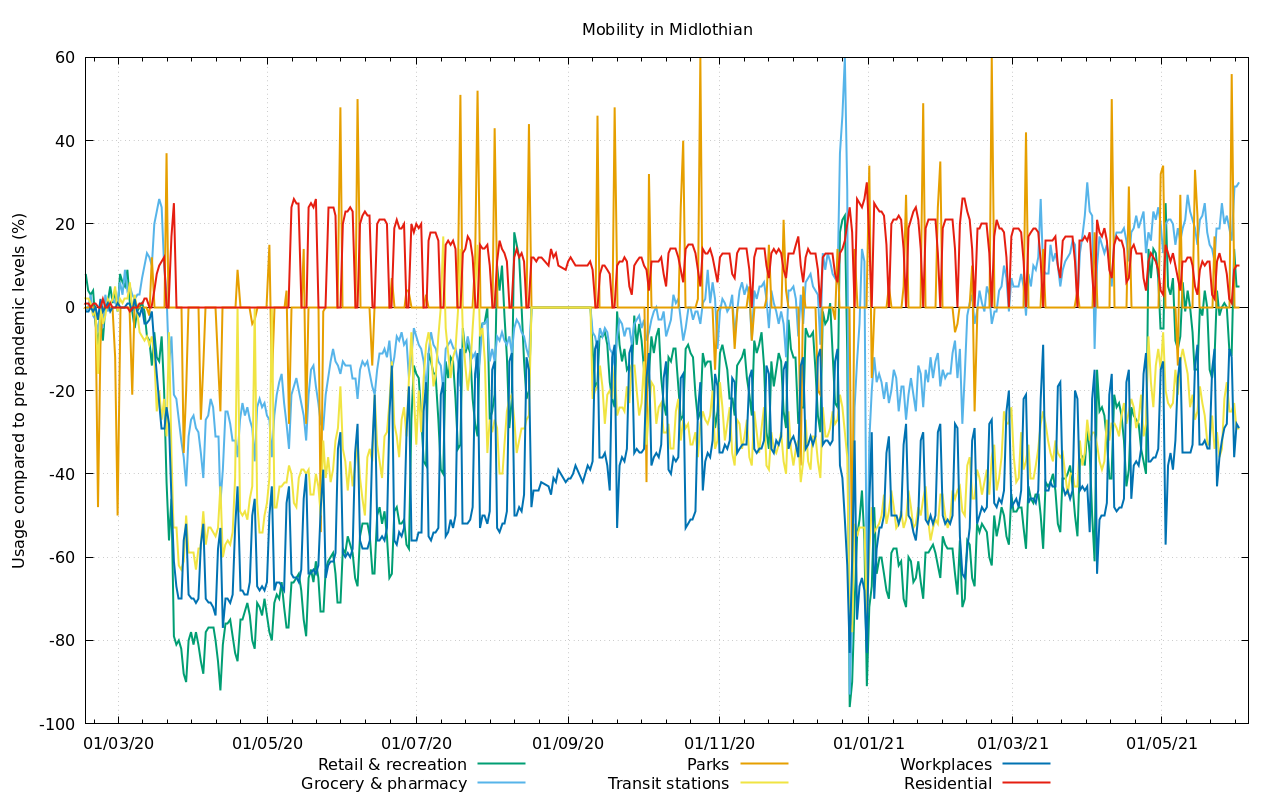 Mobility in Midlothian
Usage compared to pre pandemic levels (%)
60
40
20
0
-20
-40
-60
-80
-100
01/03/20 01/05/20 01/07/20 01/09/20 01/11/20 01/01/21 01/03/21 01/05/21
Retail & recreation Parks Workplaces
Grocery & pharmacy Transit stations Residential